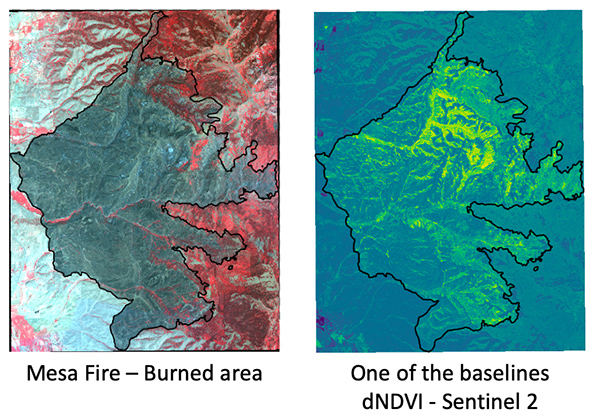 Mesa Fire – Burned area
One of the baselines
dNDVI - Sentinel 2